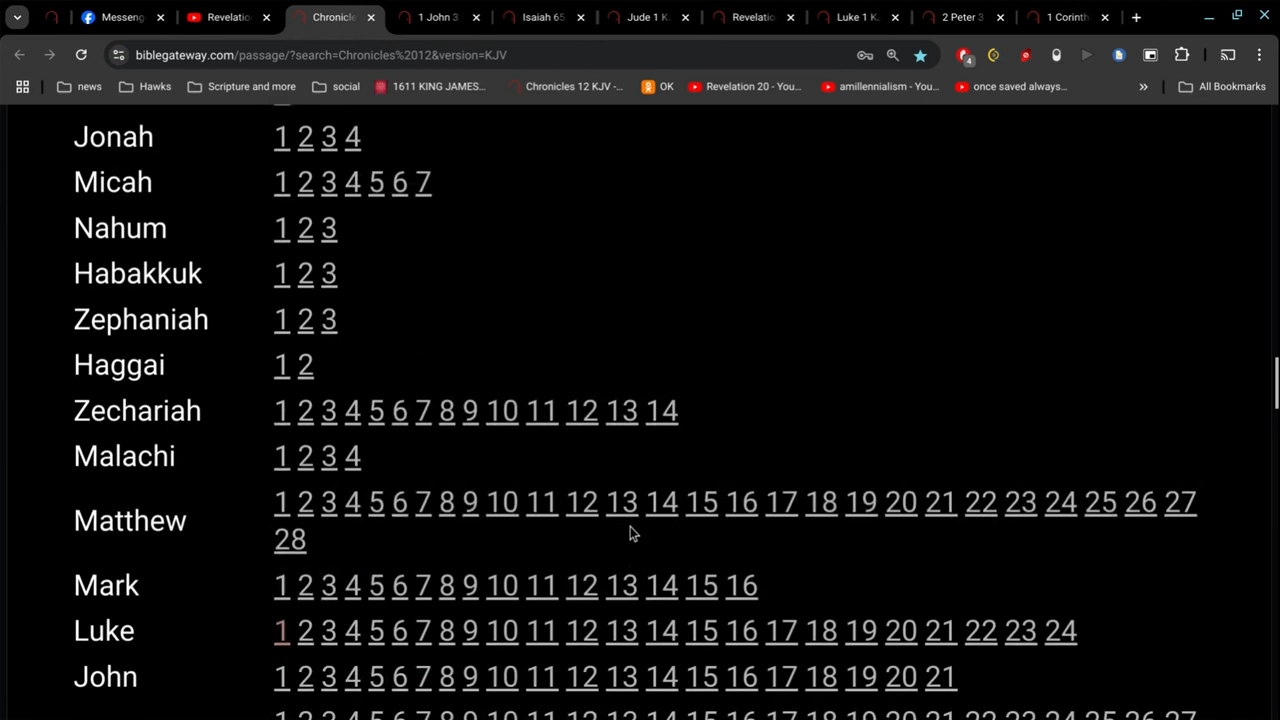 Messeng
Revelatio
Chronicle
1 John 3
Isaiah 65
Jude 1 K
Revelatio
Luke 1 K
2 Peter 3
1 Corinth
biblegateway.com/passage/?search=Chronicles%2012&version=KJV
4
news
Hawks
Scripture and more
social
1611 KING JAMES...
Chronicles 12 KJV -...
OK
Revelation 20 - You...
amillennialism - You...
once saved always...
»
All Bookmarks
Jonah 1 2 3 4
Micah 1 2 3 4 5 6 7
Nahum 1 2 3
Habakkuk 1 2 3
Zephaniah 1 2 3
Haggai 1 2
Zechariah 1 2 3 4 5 6 7 8 9 10 11 12 13 14
Malachi 1 2 3 4
Matthew 1 2 3 4 5 6 7 8 9 10 11 12 13 14 15 16 17 18 19 20 21 22 23 24 25 26 27
28
Mark 1 2 3 4 5 6 7 8 9 10 11 12 13 14 15 16
Luke 1 2 3 4 5 6 7 8 9 10 11 12 13 14 15 16 17 18 19 20 21 22 23 24
John 1 2 3 4 5 6 7 8 9 10 11 12 13 14 15 16 17 18 19 20 21